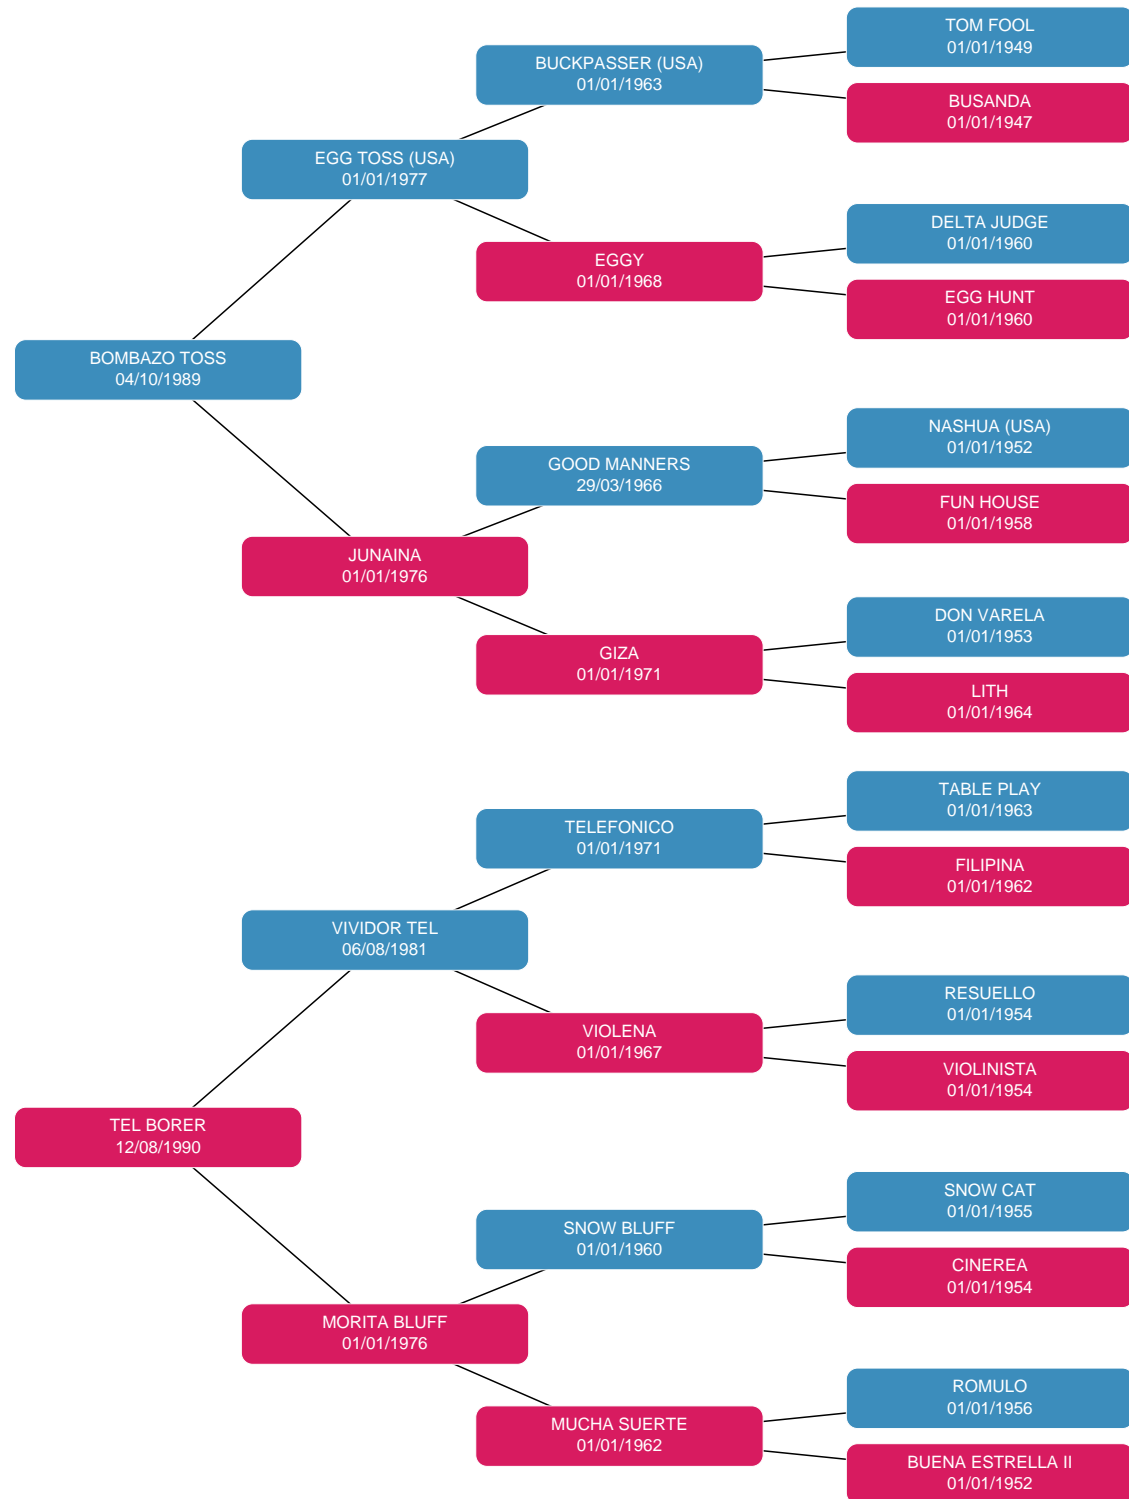 TOM FOOL
01/01/1949
BUCKPASSER (USA)
01/01/1963
BUSANDA
01/01/1947
EGG TOSS (USA)
01/01/1977
DELTA JUDGE
01/01/1960
EGGY
01/01/1968
EGG HUNT
01/01/1960
BOMBAZO TOSS
04/10/1989
NASHUA (USA)
01/01/1952
GOOD MANNERS
29/03/1966
FUN HOUSE
01/01/1958
JUNAINA
01/01/1976
DON VARELA
01/01/1953
GIZA
01/01/1971
LITH
01/01/1964
TABLE PLAY
01/01/1963
TELEFONICO
01/01/1971
FILIPINA
01/01/1962
VIVIDOR TEL
06/08/1981
RESUELLO
01/01/1954
VIOLENA
01/01/1967
VIOLINISTA
01/01/1954
TEL BORER
12/08/1990
SNOW CAT
01/01/1955
SNOW BLUFF
01/01/1960
CINEREA
01/01/1954
MORITA BLUFF
01/01/1976
ROMULO
01/01/1956
MUCHA SUERTE
01/01/1962
BUENA ESTRELLA II
01/01/1952